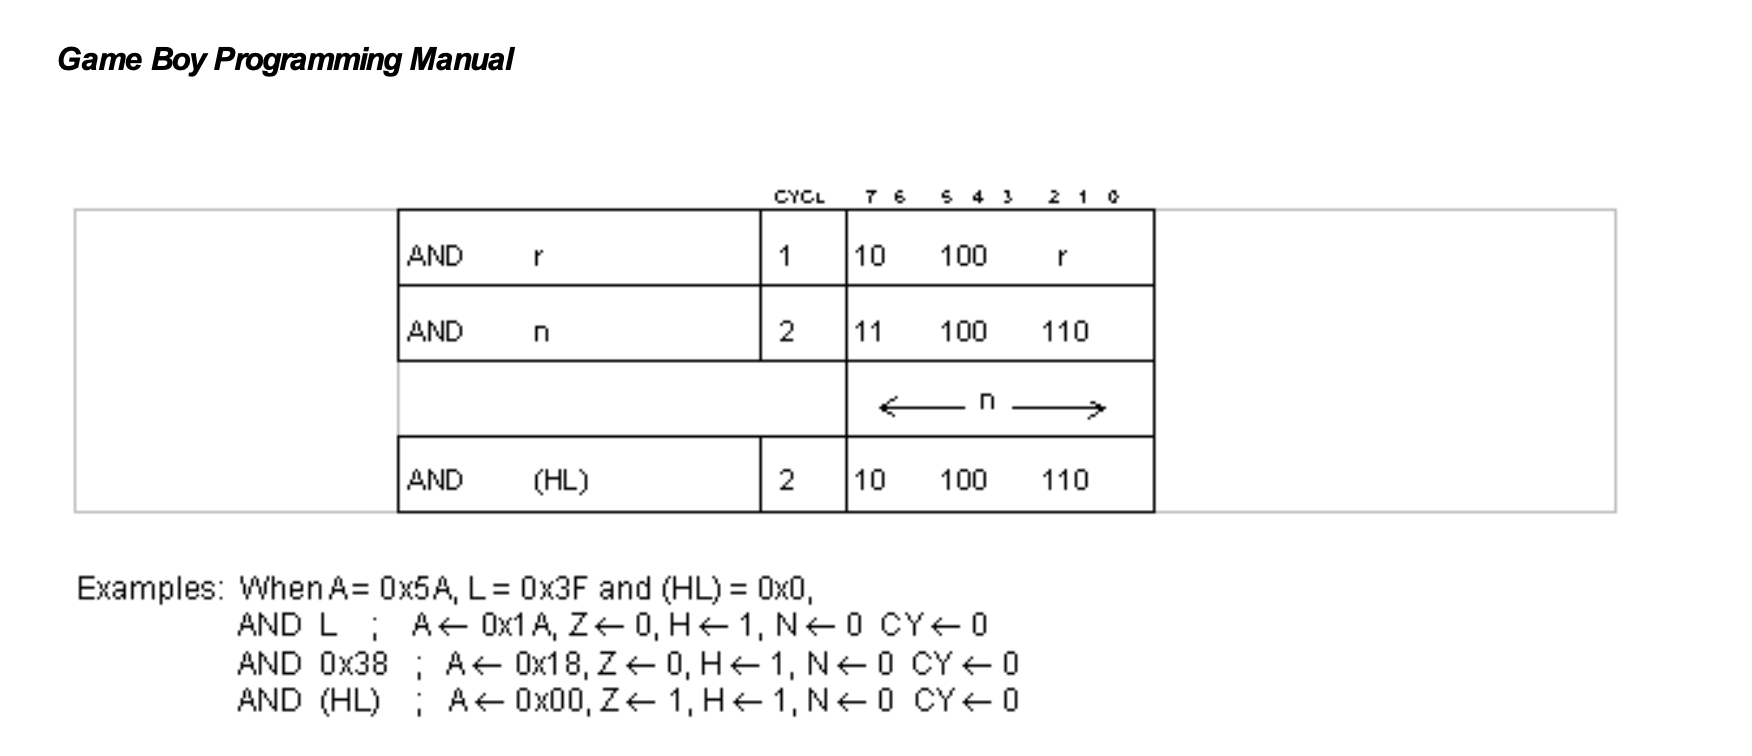 Game Boy Programming Manual
CYCL 7 6 5 4 3 2 1 0
AND r 1 10 100 r
AND n 2 11 100 110
← n →
AND (HL) 2 10 100 110
Examples: When A= 0x5A, L = 0x3F and (HL) = 0x0,
AND L ; A ← 0x1A, Z ← 0, H ← 1, N ← 0 CY ← 0
AND 0x38 ; A ← 0x18, Z ← 0, H ← 1, N ← 0 CY ← 0
AND (HL) ; A ← 0x00, Z ← 1, H ← 1, N ← 0 CY ← 0